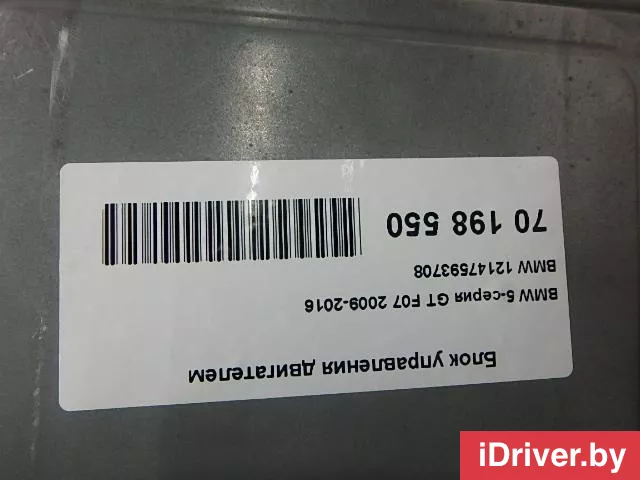 Блок управления двигателем
BMW 5-серия GT F07 2009-2016
BMW 12147593708
70 198 550
iDriver.by